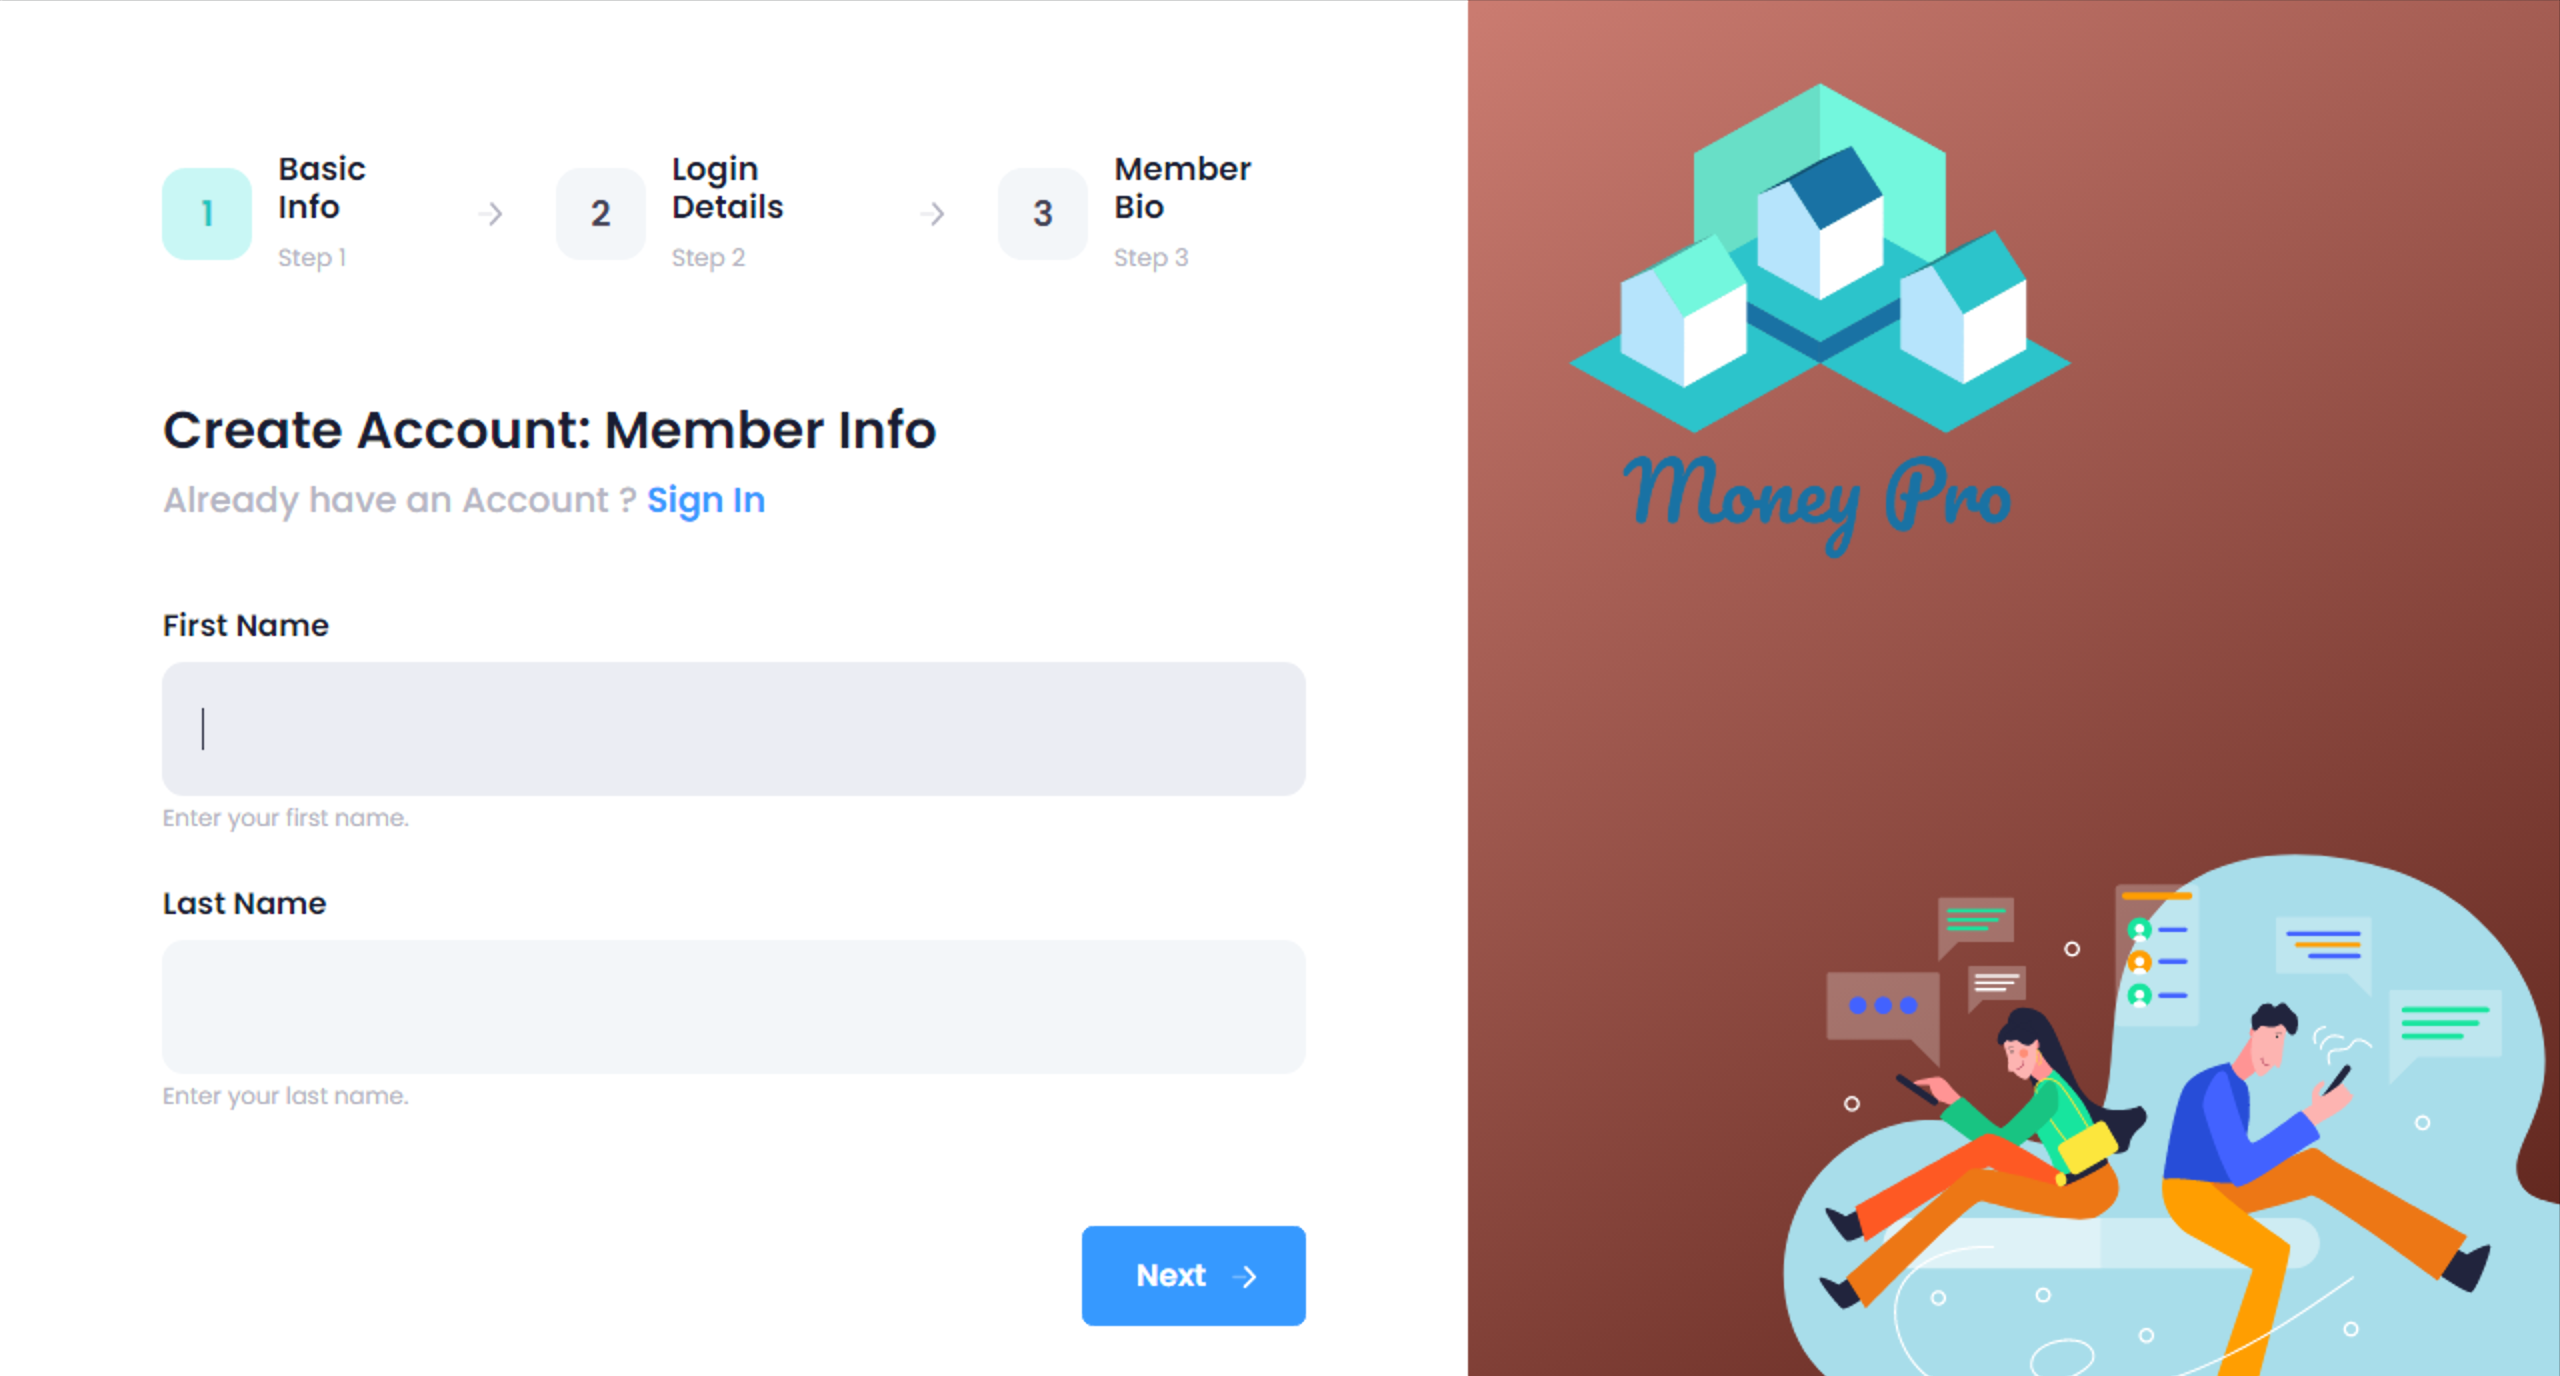 1
Basic
Info
Step 1
2
Login
Details
Step 2
3
Member
Bio
Step 3
Create Account: Member Info
Already have an Account ? Sign In
First Name
Enter your first name.
Last Name
Enter your last name.
Next
Money Pro